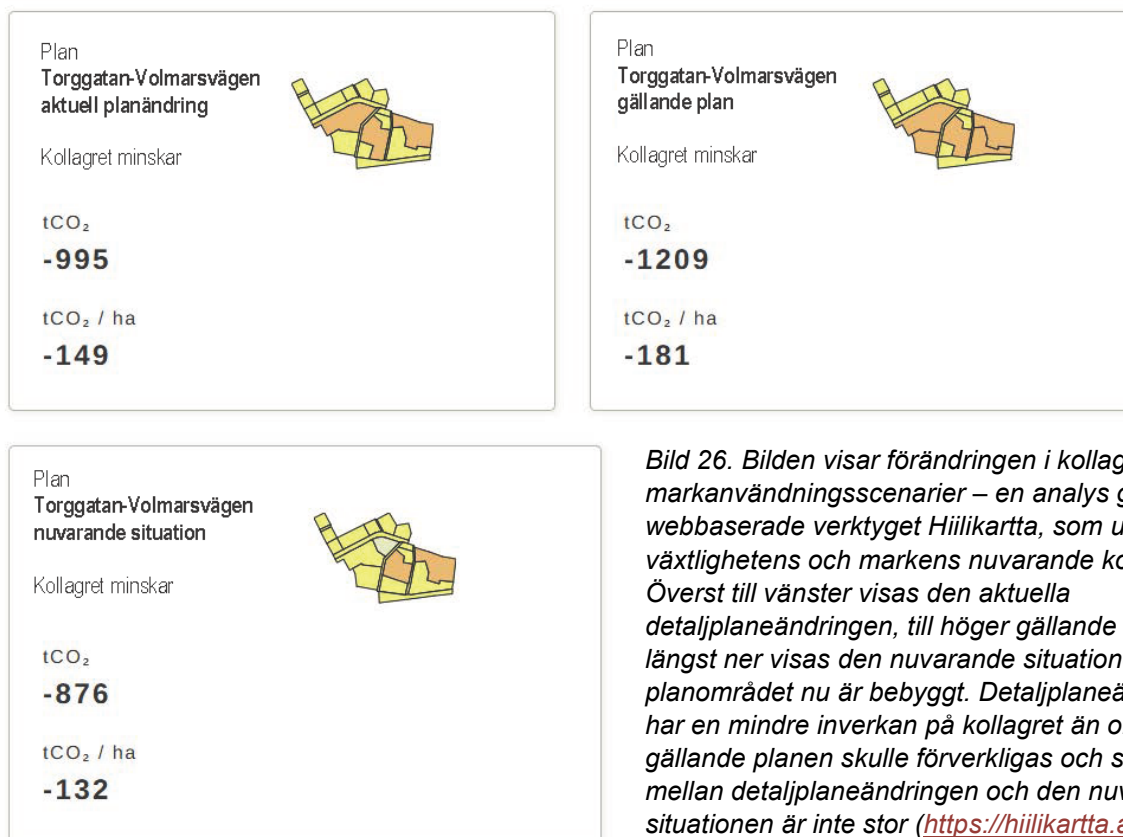 Plan
Torggatan-Volmarsvägen
aktuell planändring
Kollagret minskar
tCO₂
-995
tCO₂ / ha
-149
Plan
Torggatan-Volmarsvägen
gällande plan
Kollagret minskar
tCO₂
-1209
tCO₂ / ha
-181
Plan
Torggatan-Volmarsvägen
nuvarande situation
Kollagret minskar
tCO₂
-876
tCO₂ / ha
-132
Bild 26. Bilden visar förändringen i
markanvändningsscenarier – en analys
webbaserade verktyget Hiilikartta, som
växtlighetens och markens nuvarande
Överst till vänster visas den aktuella
detaljplaneändringen, till höger gällande
längst ner visas den nuvarande situation
planområdet nu är bebyggt.
har en mindre inverkan på kollagret än
gällande planen skulle förverkligas och
mellan detaljplaneändringen och den
situationen är inte stor (https://hiilikartta.a